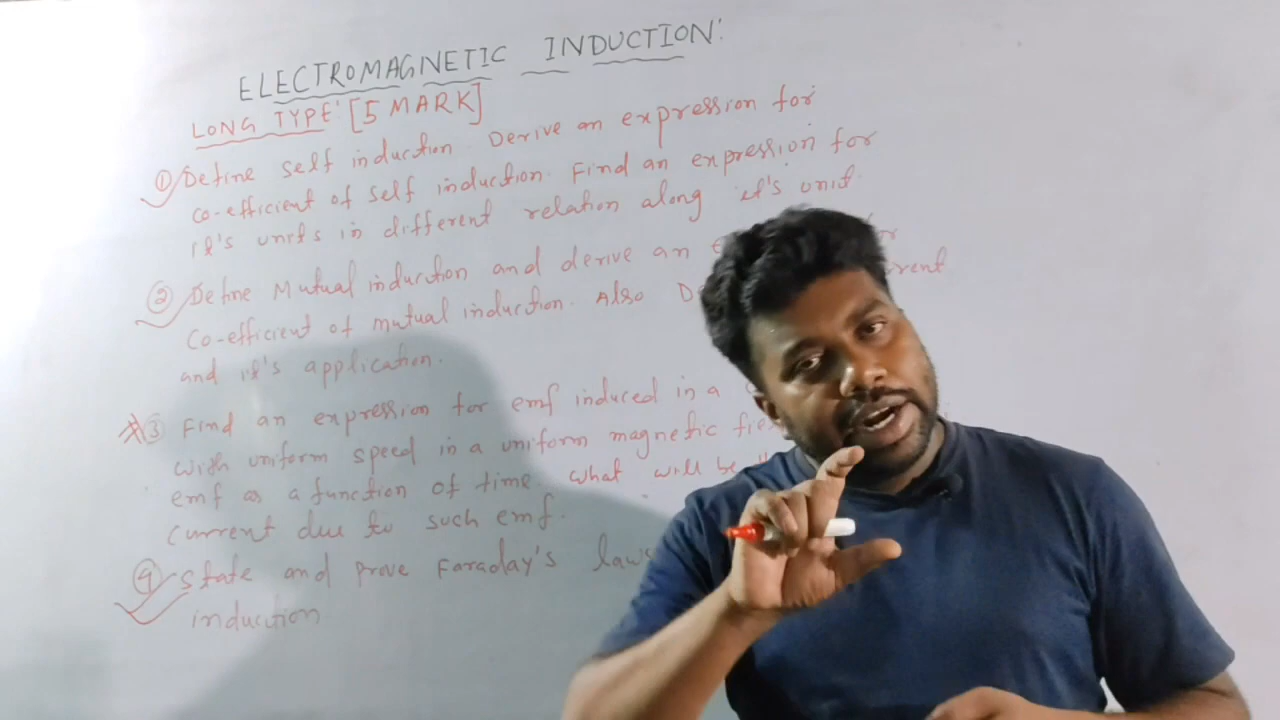 ELECTROMAGNETIC INDUCTION:
LONG TYPE: [5 MARK]
① Define self induction. Derive an expression for
co-efficient of self induction. Find an expression for
it's units in different relation along it's unit.
② Define Mutual induction and derive an
Co-efficient of mutual induction. Also
and it's application.
③ Find an expression for emf induced in a
with uniform speed in a uniform magnetic
emf as a function of time. What will be
Current due to such emf.
④ State and prove Faraday's laws
induction